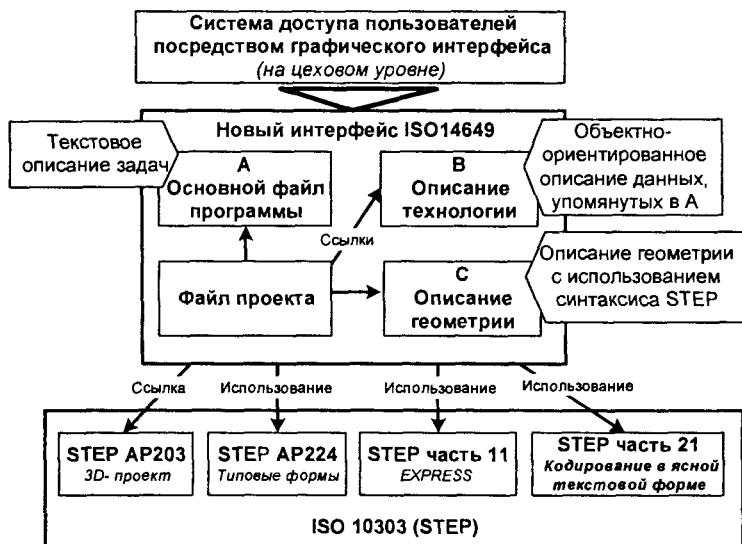 Система доступа пользователей
посредством графического интерфейса
(на цеховом уровне)
Новый интерфейс ISO14649
Текстовое
описание задач
A
Основной файл
программы
B
Описание
технологии
Объектно-
ориентированное
описание данных,
упомянутых в А
Ссылки
Файл проекта
C
Описание
геометрии
Описание геометрии
с использованием
синтаксиса STEP
Ссылка
Использование
Использование
Использование
STEP AP203
3D- проект
STEP AP224
Типовые формы
STEP часть 11
EXPRESS
STEP часть 21
Кодирование в ясной
текстовой форме
ISO 10303 (STEP)